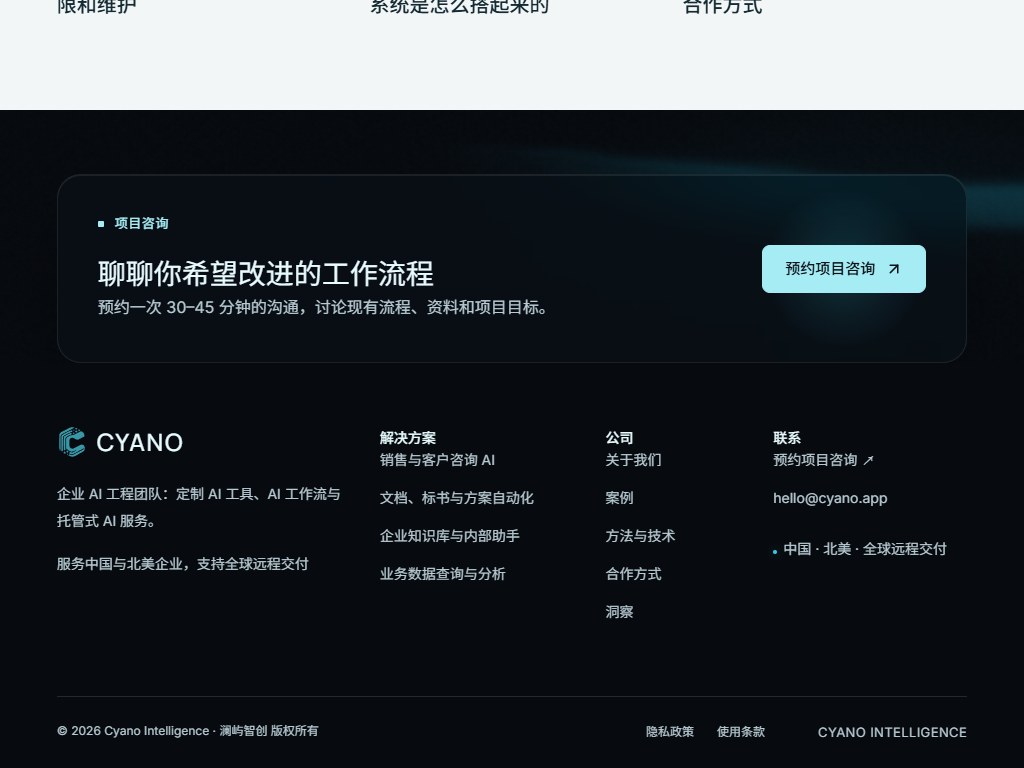 限和维护
系统是怎么搭起来的
合作方式
项目咨询
聊聊你希望改进的工作流程
预约一次 30–45 分钟的沟通，讨论现有流程、资料和项目目标。
预约项目咨询 ↗
CYANO
企业 AI 工程团队：定制 AI 工具、AI 工作流与
托管式 AI 服务。
服务中国与北美企业，支持全球远程交付
解决方案
销售与客户咨询 AI
文档、标书与方案自动化
企业知识库与内部助手
业务数据查询与分析
公司
关于我们
案例
方法与技术
合作方式
洞察
联系
预约项目咨询 ↗
hello@cyano.app
中国 · 北美 · 全球远程交付
© 2026 Cyano Intelligence · 澜屿智创 版权所有
隐私政策
使用条款
CYANO INTELLIGENCE